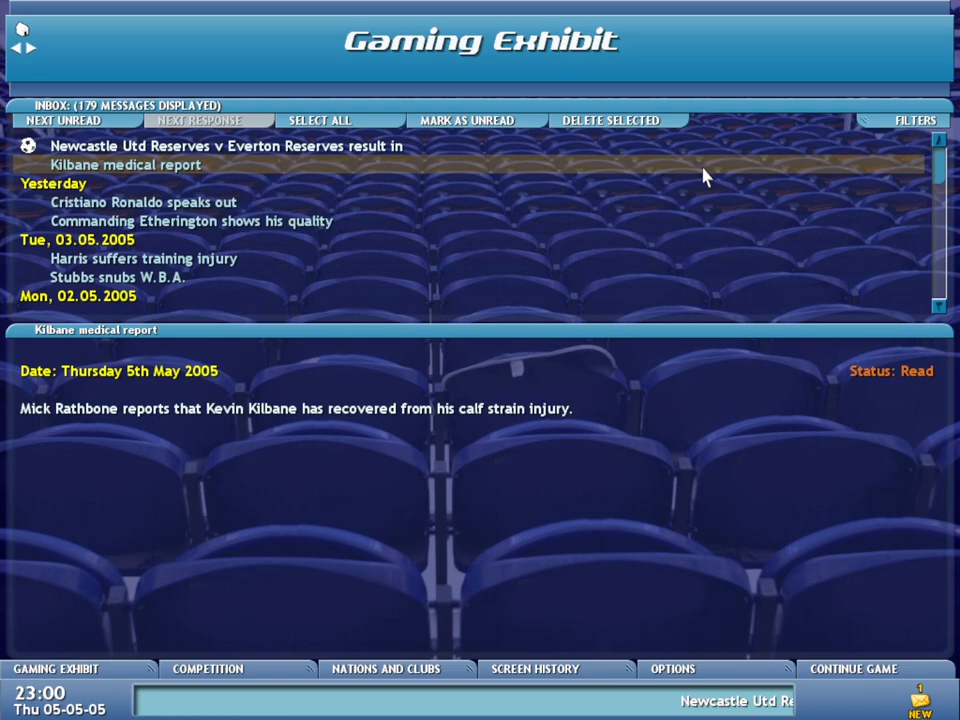 Gaming Exhibit
INBOX: (179 MESSAGES DISPLAYED)
NEXT UNREAD NEXT RESPONSE SELECT ALL MARK AS UNREAD DELETE SELECTED FILTERS
Newcastle Utd Reserves v Everton Reserves result in
Kilbane medical report
Yesterday
Cristiano Ronaldo speaks out
Commanding Etherington shows his quality
Tue, 03.05.2005
Harris suffers training injury
Stubbs snubs W.B.A.
Mon, 02.05.2005
Kilbane medical report
Date: Thursday 5th May 2005 Status: Read
Mick Rathbone reports that Kevin Kilbane has recovered from his calf strain injury.
GAMING EXHIBIT COMPETITION NATIONS AND CLUBS SCREEN HISTORY OPTIONS CONTINUE GAME
23:00
Thu 05-05-05
Newcastle Utd Re
1
NEW